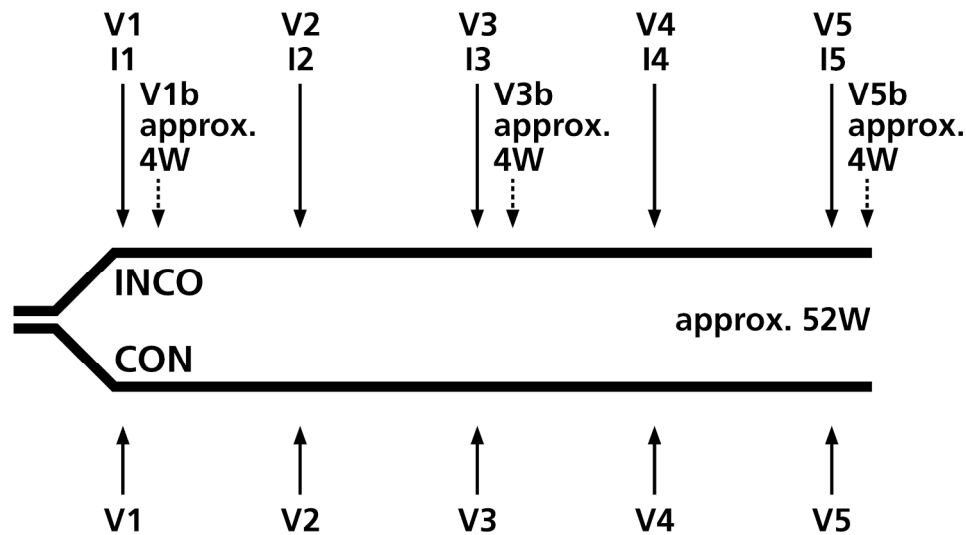 V1 V2 V3 V4 V5
I1 I2 I3 I4 I5
V1b V3b V5b
approx. approx. approx.
4W 4W 4W
INCO
approx. 52W
CON
V1 V2 V3 V4 V5